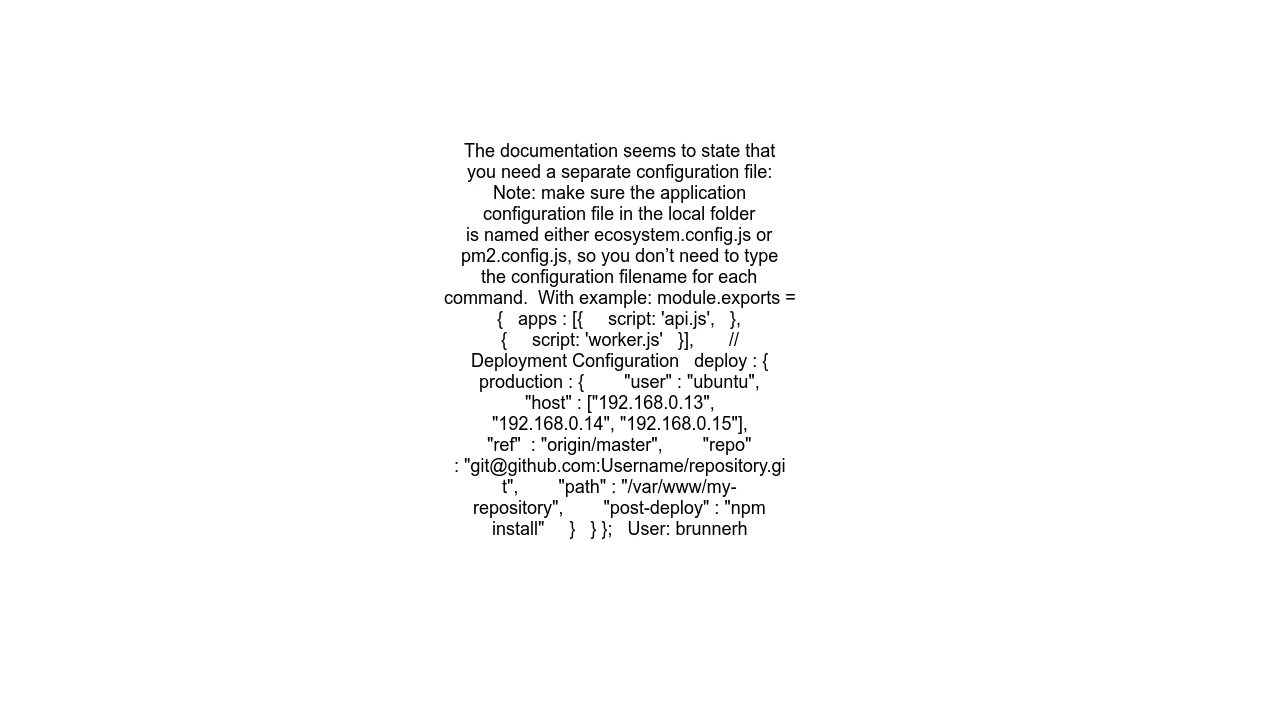 The documentation seems to state that
you need a separate configuration file:
Note: make sure the application
configuration file in the local folder
is named either ecosystem.config.js or
pm2.config.js, so you don’t need to type
the configuration filename for each
command.  With example: module.exports =
{   apps : [{     script: 'api.js',   },
{     script: 'worker.js'   }],       //
Deployment Configuration   deploy : {
production : {        "user" : "ubuntu",
"host" : ["192.168.0.13",
"192.168.0.14", "192.168.0.15"],
"ref"  : "origin/master",        "repo"
: "git@github.com:Username/repository.gi
t",        "path" : "/var/www/my-
repository",        "post-deploy" : "npm
install"     }   } };   User: brunnerh